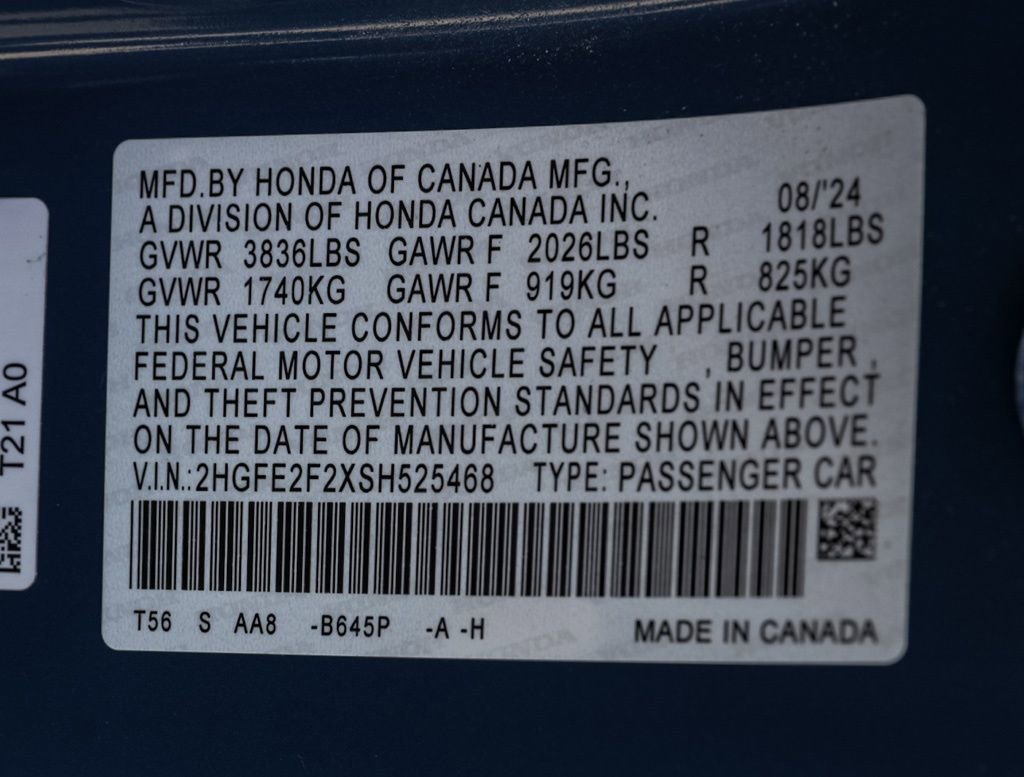 MFD.BY HONDA OF CANADA MFG.,
A DIVISION OF HONDA CANADA INC. 08/'24
GVWR 3836LBS GAWR F 2026LBS R 1818LBS
GVWR 1740KG GAWR F 919KG R 825KG
THIS VEHICLE CONFORMS TO ALL APPLICABLE
FEDERAL MOTOR VEHICLE SAFETY , BUMPER ,
AND THEFT PREVENTION STANDARDS IN EFFECT
ON THE DATE OF MANUFACTURE SHOWN ABOVE.
V.I.N.:2HGFE2F2XSH525468 TYPE: PASSENGER CAR
T56 S AA8 -B645P -A -H MADE IN CANADA
T21 A0